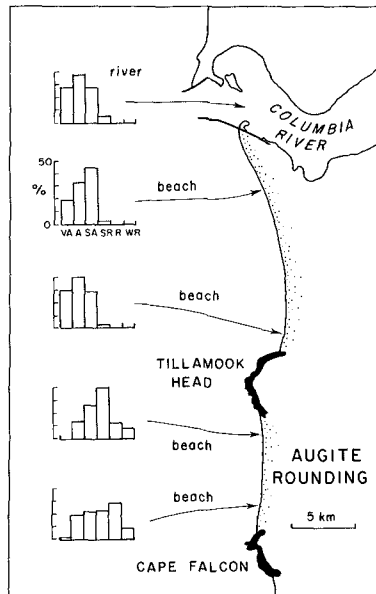 river
COLUMBIA
RIVER
50
%
0
VA A SA SR R WR
beach
beach
TILLAMOOK
HEAD
beach
AUGITE
ROUNDING
beach
5 km
CAPE FALCON